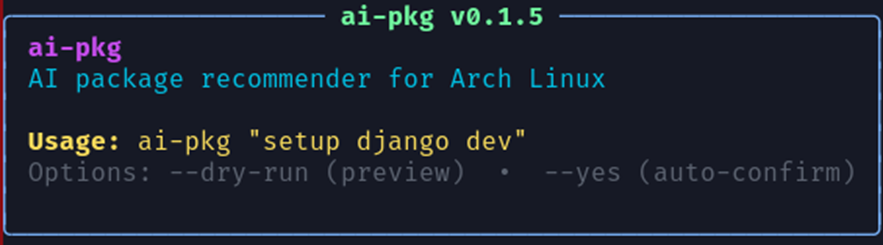 ai-pkg v0.1.5
ai-pkg
AI package recommender for Arch Linux
Usage: ai-pkg "setup django dev"
Options: --dry-run (preview) • --yes (auto-confirm)